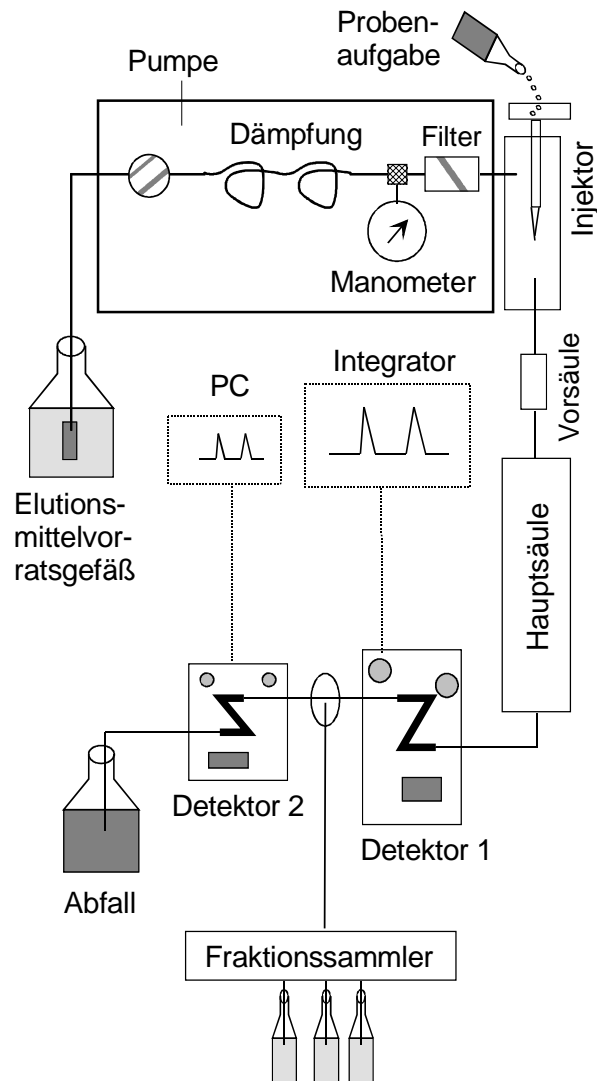 Proben-
aufgabe
Pumpe
Dämpfung
Filter
Injektor
Manometer
Vorsäule
Integrator
PC
Elutions-
mittelvor-
ratsgefäß
Hauptsäule
Detektor 2
Detektor 1
Abfall
Fraktionssammler